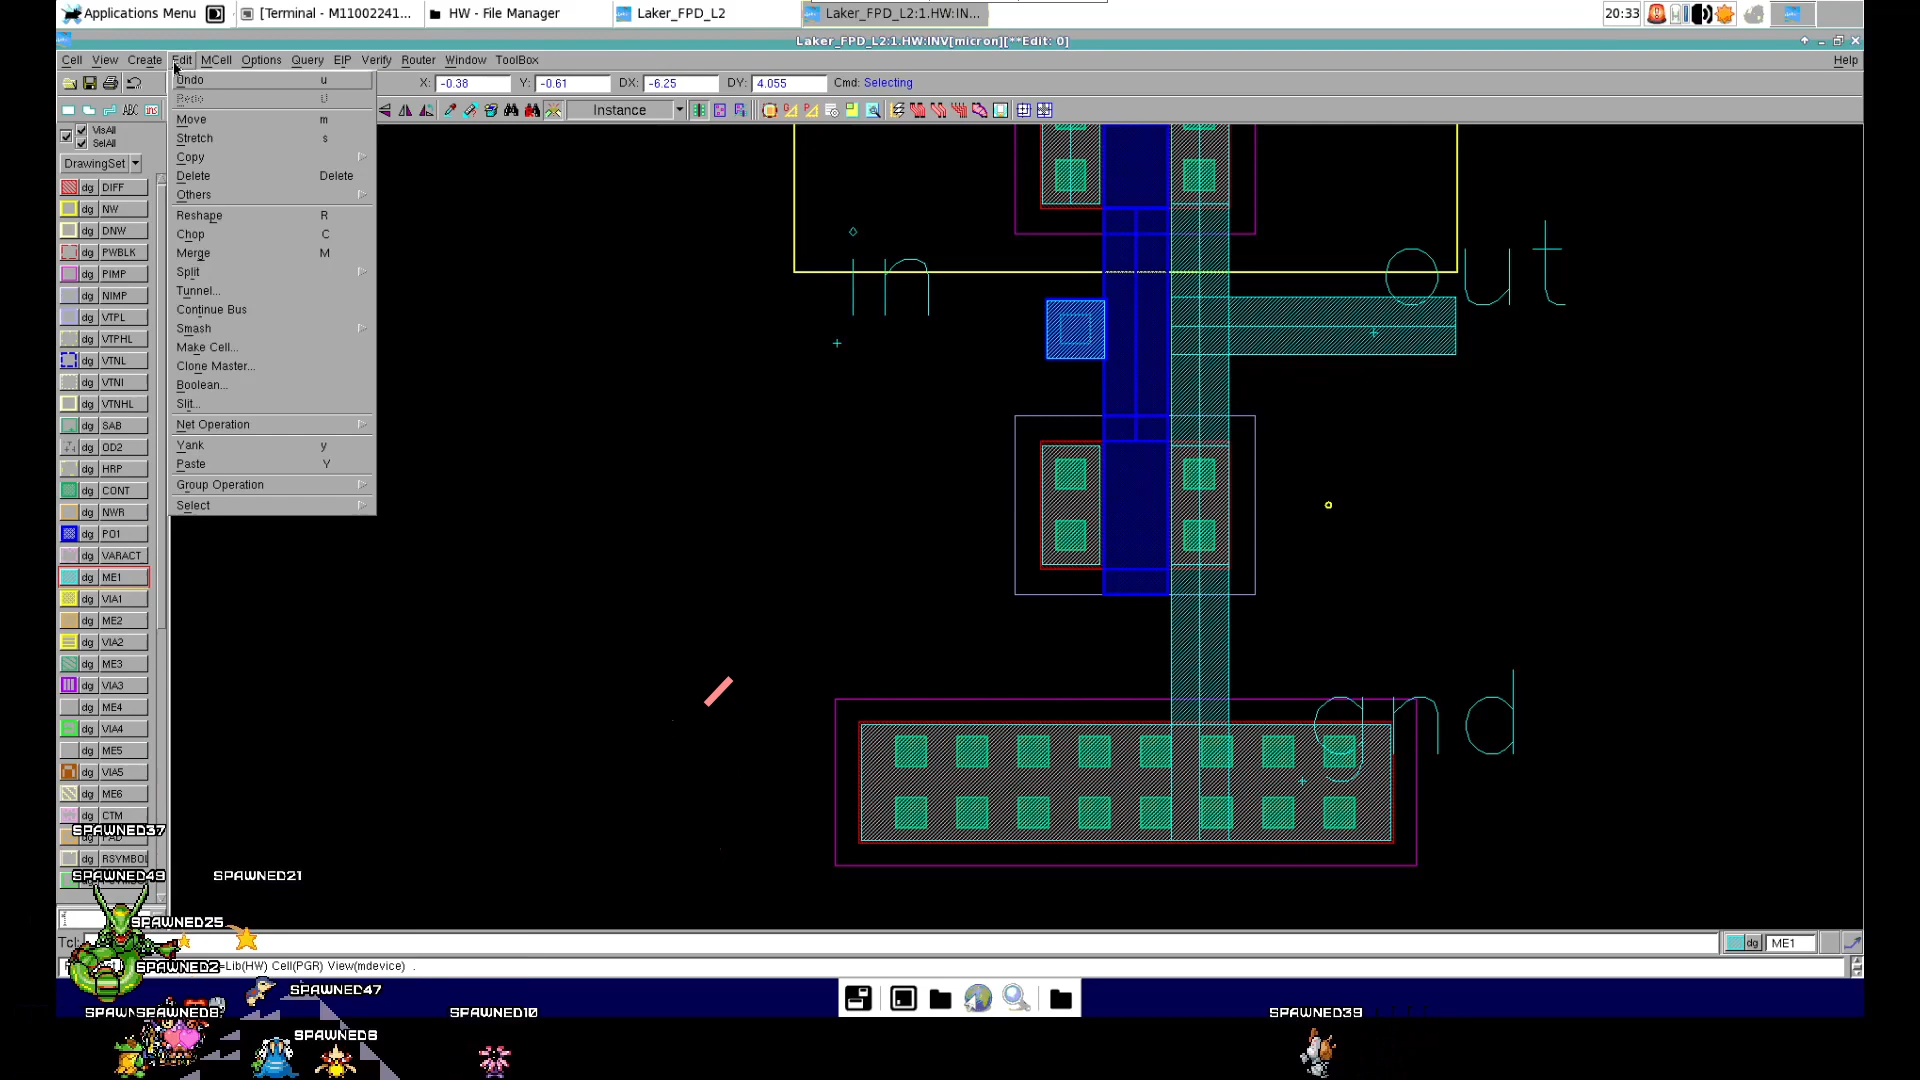 Applications Menu
[Terminal - M11002241...
HW - File Manager
Laker_FPD_L2
Laker_FPD_L2:1.HW:IN...
20:33
Laker_FPD_L2:1.HW:INV[micron][**Edit: 0]
Cell View Create Edit MCell Options Query EIP Verify Router Window ToolBox Help
X: -0.38 Y: -0.61 DX: -6.25 DY: 4.055 Cmd: Selecting
ABC
Instance
VisAll
SelAll
DrawingSet
dg DIFF
dg NW
dg DNW
dg PWBLK
dg PIMP
dg NIMP
dg VTPL
dg VTPHL
dg VTNL
dg VTNI
dg VTNHL
dg SAB
dg OD2
dg HRP
dg CONT
dg NWR
dg PO1
dg VARACT
dg ME1
dg VIA1
dg ME2
dg VIA2
dg ME3
dg VIA3
dg ME4
dg VIA4
dg ME5
dg VIA5
dg ME6
dg CTM
PAD
dg RSYMBOL
Undo u
Redo U
Move m
Stretch s
Copy
Delete Delete
Others
Reshape R
Chop C
Merge M
Split
Tunnel...
Continue Bus
Smash
Make Cell...
Clone Master...
Boolean...
Slit...
Net Operation
Yank y
Paste Y
Group Operation
Select
in
out
gnd
SPAWNED37
SPAWNED49
SPAWNED21
SPAWNED25
Tcl:
dg ME1
SPAWNED2
=Lib(HW) Cell(PGR) View(mdevice) .
SPAWNED47
SPAWNSPAWNED8
SPAWNED10
SPAWNED39
SPAWNED8